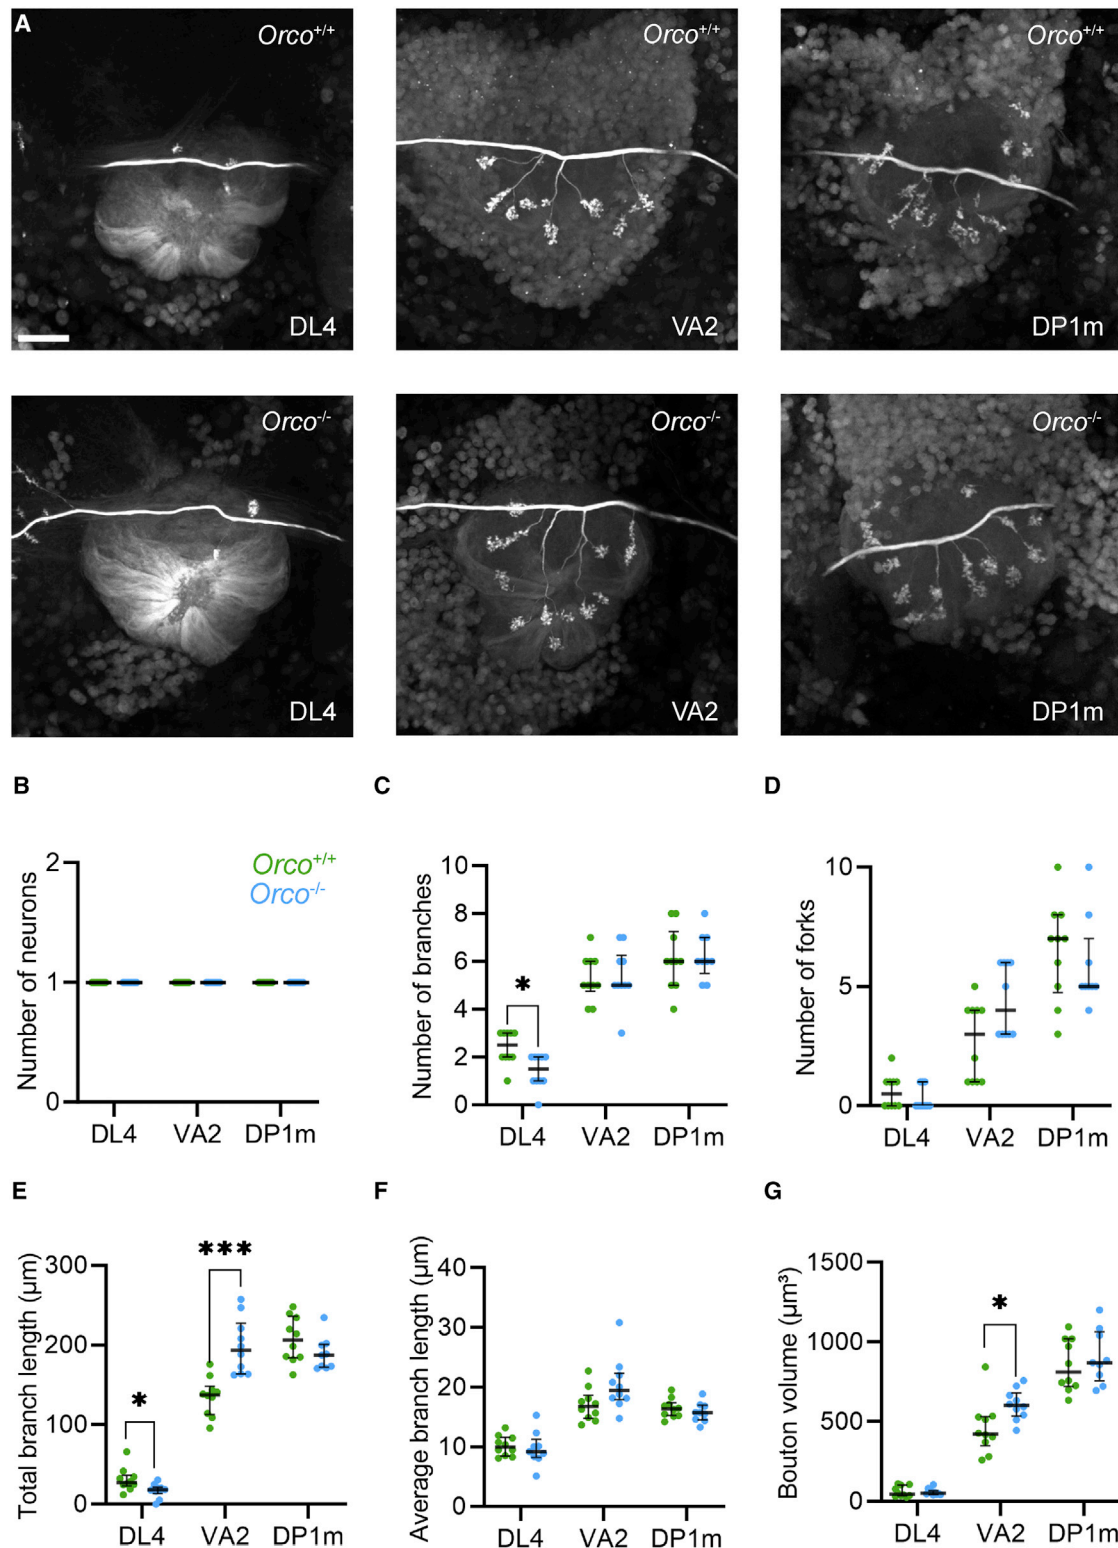 A
Orco+/+
Orco+/+
Orco+/+
DL4
VA2
DP1m
Orco-/-
Orco-/-
Orco-/-
DL4
VA2
DP1m
B
C
D
Number of neurons
2
1
0
Orco+/+
Orco-/-
DL4 VA2 DP1m
Number of branches
10
8
6
4
2
0
*
DL4 VA2 DP1m
Number of forks
10
5
0
DL4 VA2 DP1m
E
F
G
Total branch length (µm)
300
200
100
0
*
***
DL4 VA2 DP1m
Average branch length (µm)
40
30
20
10
0
DL4 VA2 DP1m
Bouton volume (µm³)
1500
1000
500
0
*
DL4 VA2 DP1m